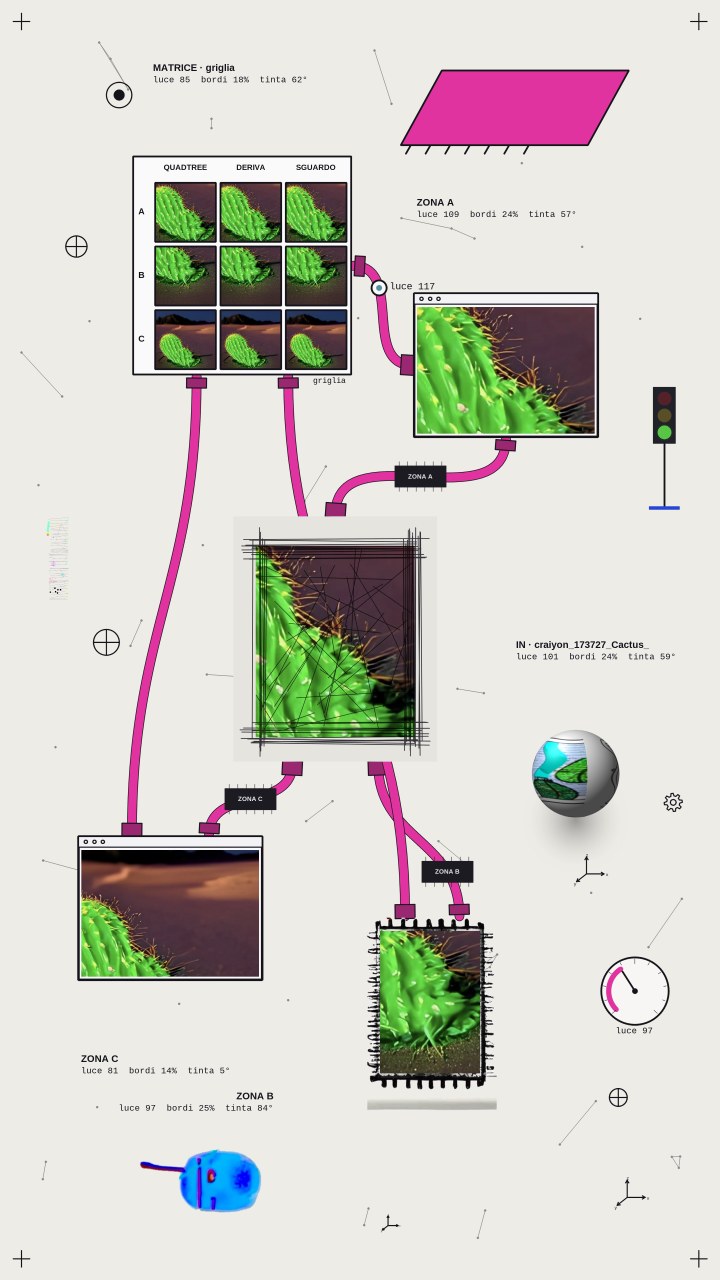 MATRICE · griglia
luce 85 bordi 18% tinta 62°
QUADTREE DERIVA SGUARDO
A
B
C
griglia
ZONA A
luce 109 bordi 24% tinta 57°
luce 117
ZONA A
IN · craiyon_173727_Cactus_
luce 101 bordi 24% tinta 59°
ZONA C
ZONA B
luce 97
ZONA C
luce 81 bordi 14% tinta 5°
ZONA B
luce 97 bordi 25% tinta 84°